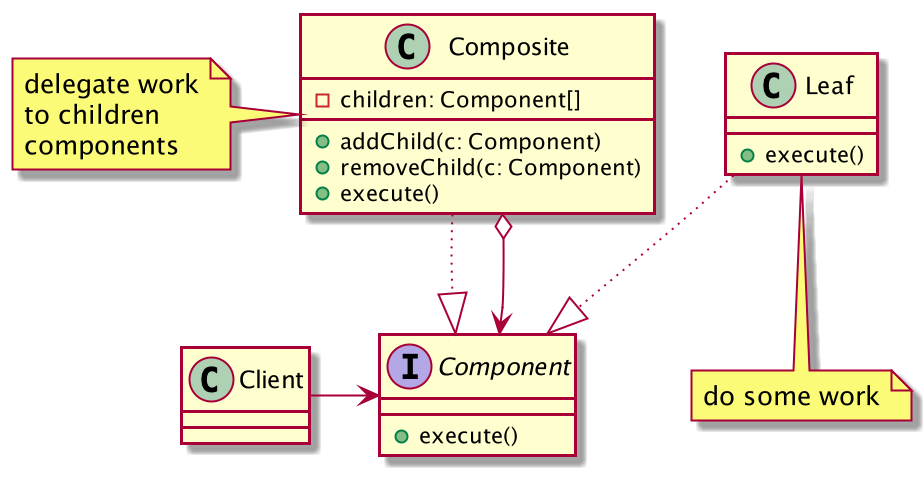 C Composite
children: Component[]
addChild(c: Component)
removeChild(c: Component)
execute()
delegate work
to children
components
C Leaf
execute()
do some work
C Client
I Component
execute()